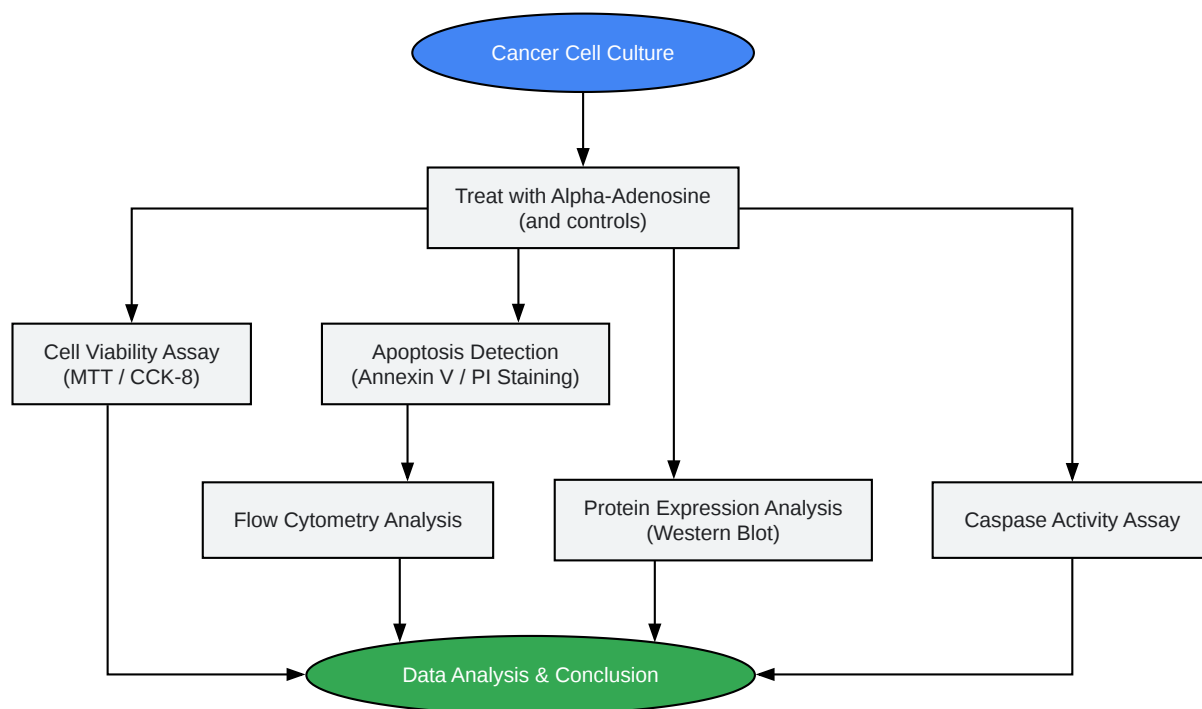 Cancer Cell Culture
Treat with Alpha-Adenosine
(and controls)
Cell Viability Assay
(MTT / CCK-8)
Apoptosis Detection
(Annexin V / PI Staining)
Flow Cytometry Analysis
Protein Expression Analysis
(Western Blot)
Caspase Activity Assay
Data Analysis & Conclusion